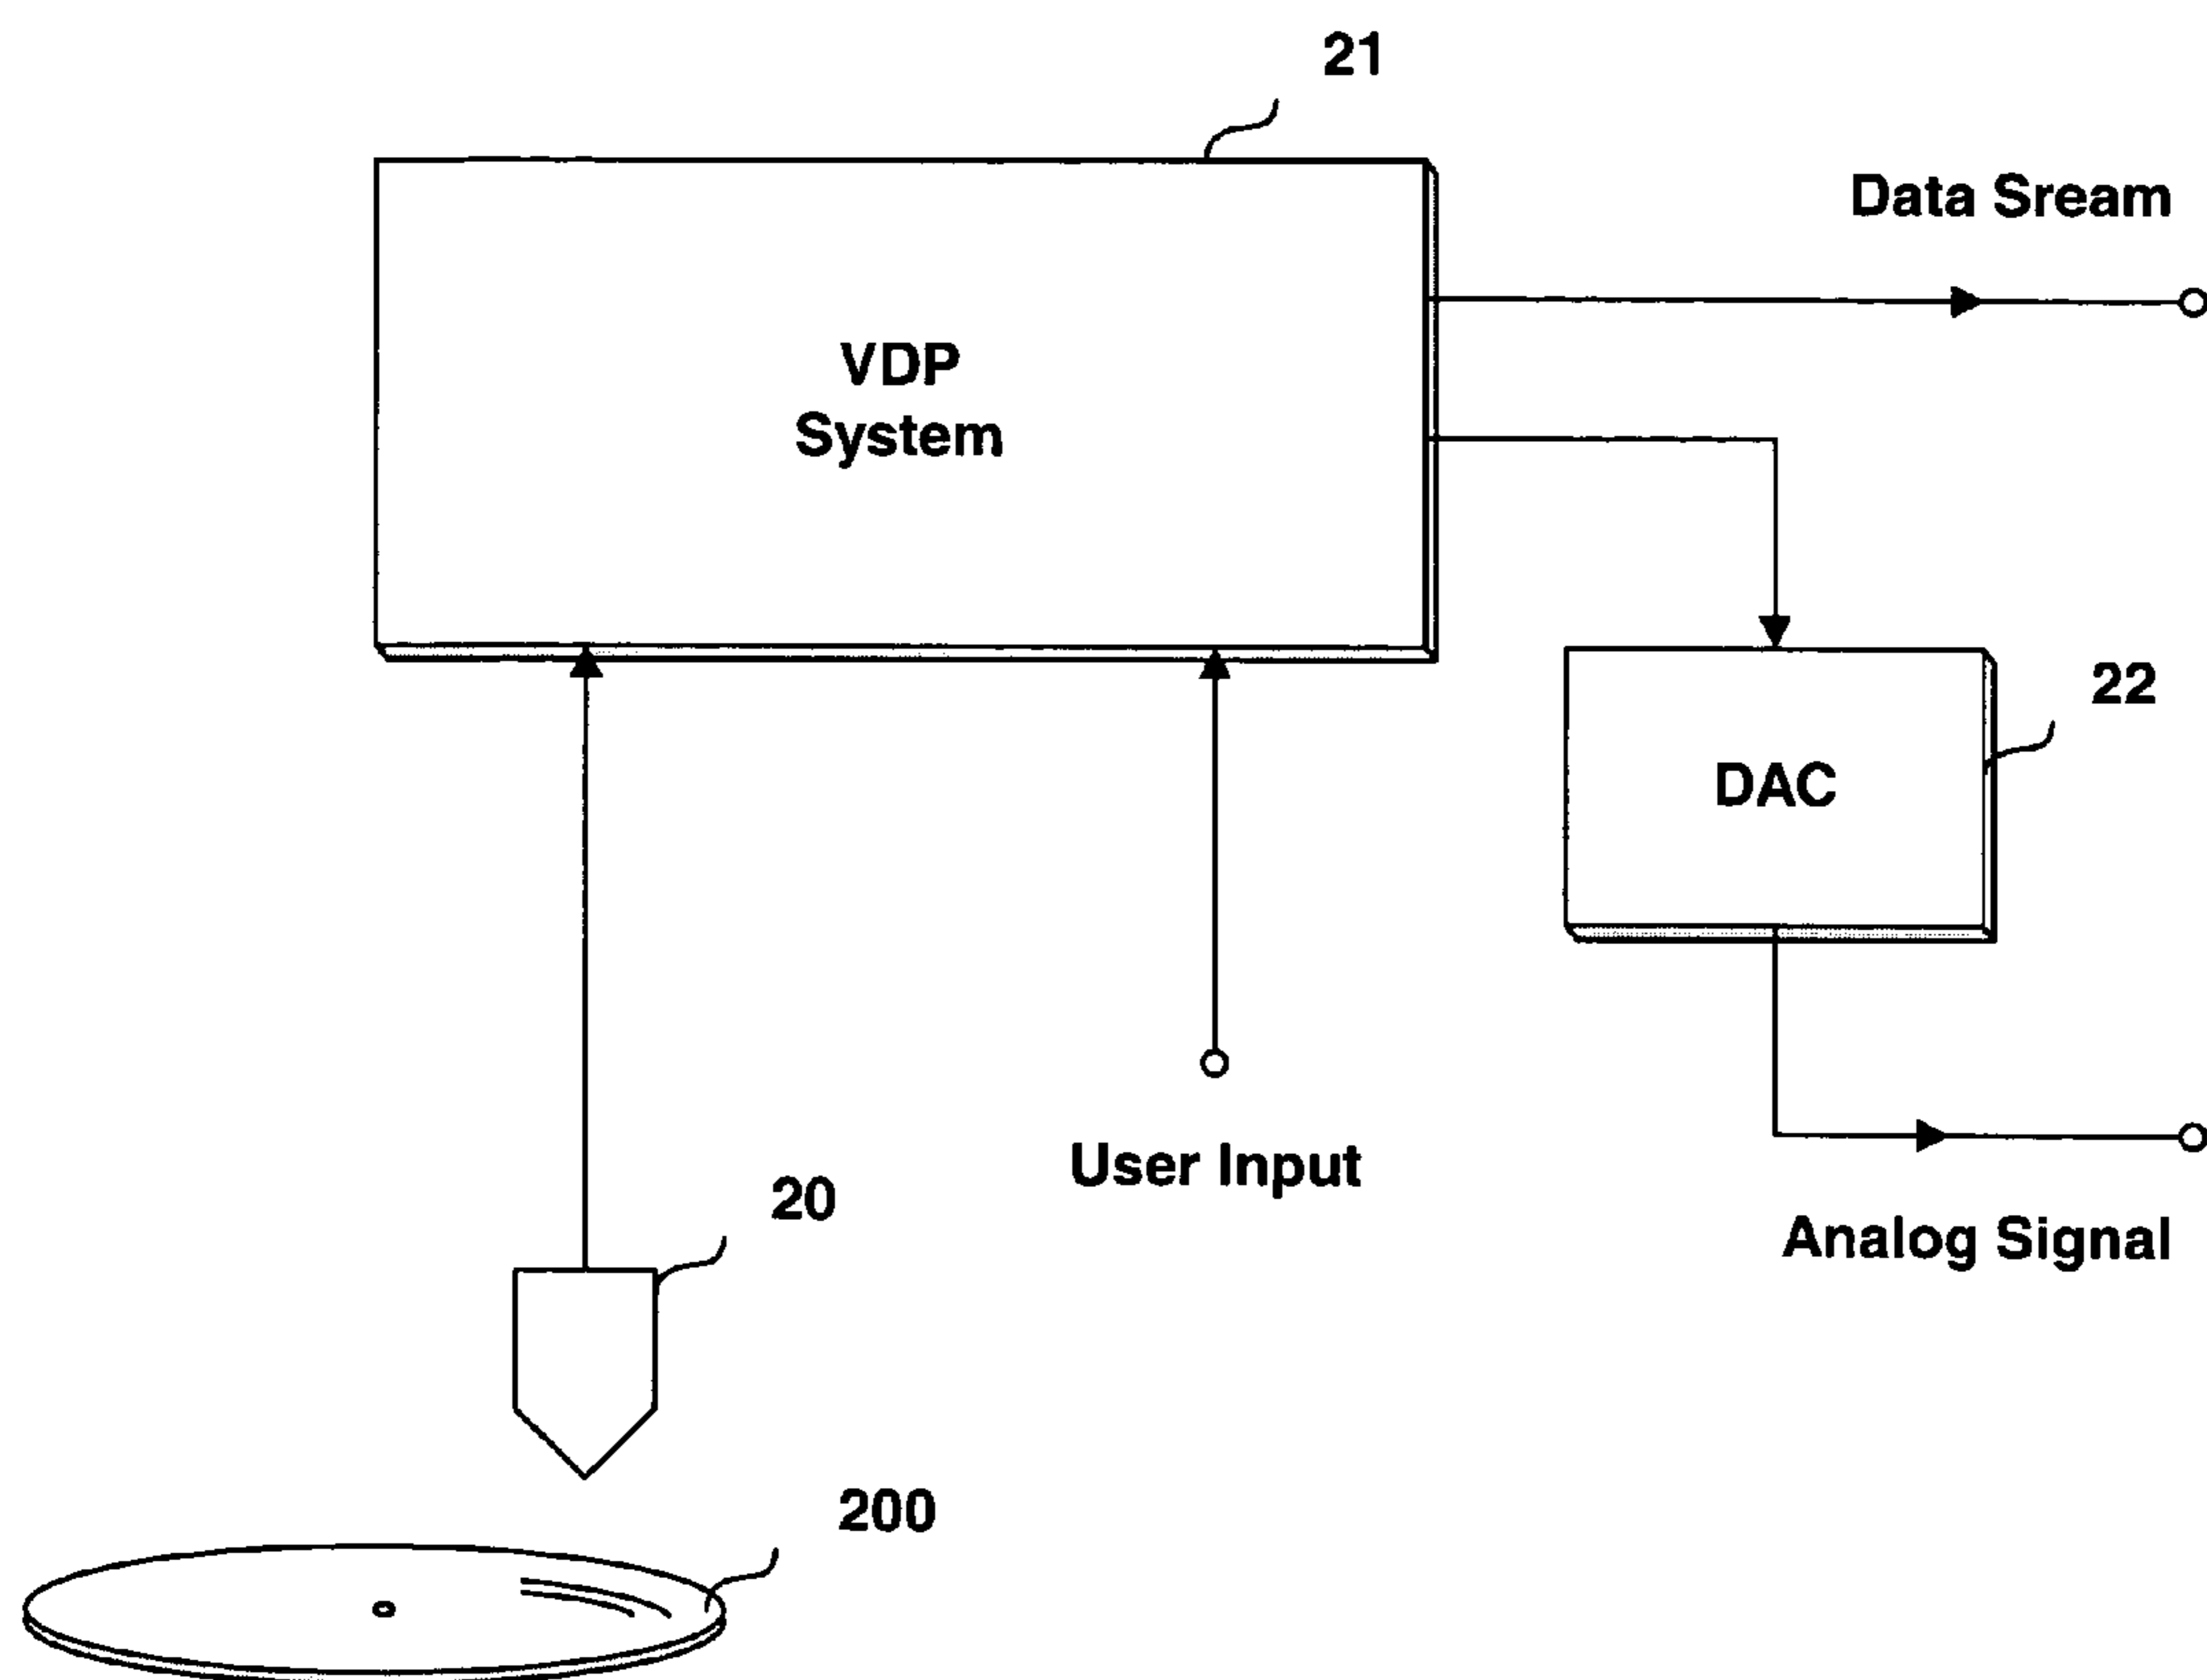 21
Data Sream
VDP
System
22
DAC
User Input
20
Analog Signal
200